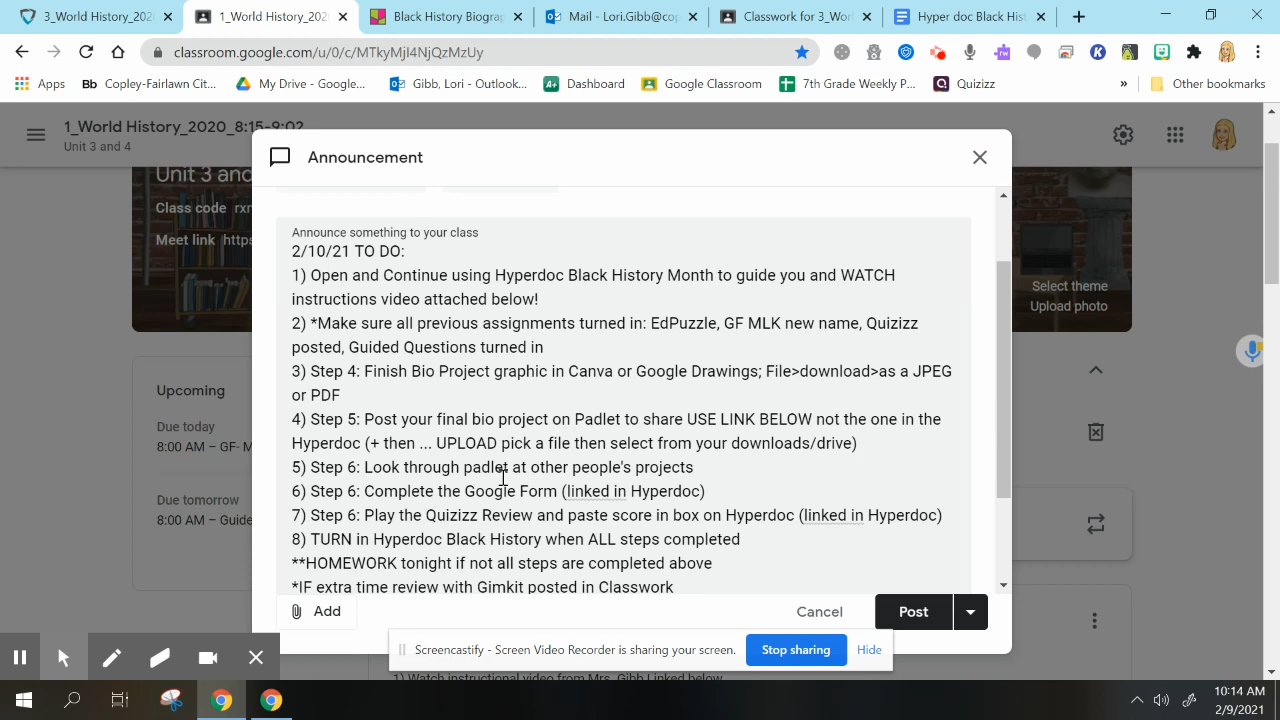 3_World History_202
1_World History_202
Black History Biograp
Mail - Lori.Gibb@cop
Classwork for 3_Wor
Hyper Doc Black Hist
classroom.google.com/u/0/c/MTkyMjI4NjQzMzUy
Apps
Bb Copley-Fairlawn Cit...
My Drive - Google...
Gibb, Lori - Outloo...
Dashboard
Google Classroom
7th Grade Weekly P...
Quizizz
»
Other bookmarks
1_World History_2020_8:15-9:02
Unit 3 and 4
Announcement
Unit 3 and
Class code rxr
Meet link https
Select theme
Upload photo
Announce something to your class
2/10/21 TO DO:
1) Open and Continue using Hyperdoc Black History Month to guide you and WATCH
instructions video attached below!
2) *Make sure all previous assignments turned in: EdPuzzle, GF MLK new name, Quizizz
posted, Guided Questions turned in
3) Step 4: Finish Bio Project graphic in Canva or Google Drawings; File>download>as a JPEG
or PDF
4) Step 5: Post your final bio project on Padlet to share USE LINK BELOW not the one in the
Hyperdoc (+ then ... UPLOAD pick a file then select from your downloads/drive)
5) Step 6: Look through padlet at other people's projects
6) Step 6: Complete the Google Form (linked in Hyperdoc)
7) Step 6: Play the Quizizz Review and paste score in box on Hyperdoc (linked in Hyperdoc)
8) TURN in Hyperdoc Black History when ALL steps completed
**HOMEWORK tonight if not all steps are completed above
*IF extra time review with Gimkit posted in Classwork
Upcoming
Due today
8:00 AM – GF- M
Due tomorrow
8:00 AM – Guide
Add
Cancel
Post
Screencastify - Screen Video Recorder is sharing your screen.
Stop sharing
Hide
1) Watch instructional video from Mrs. Gibb Linked below
10:14 AM
2/9/2021